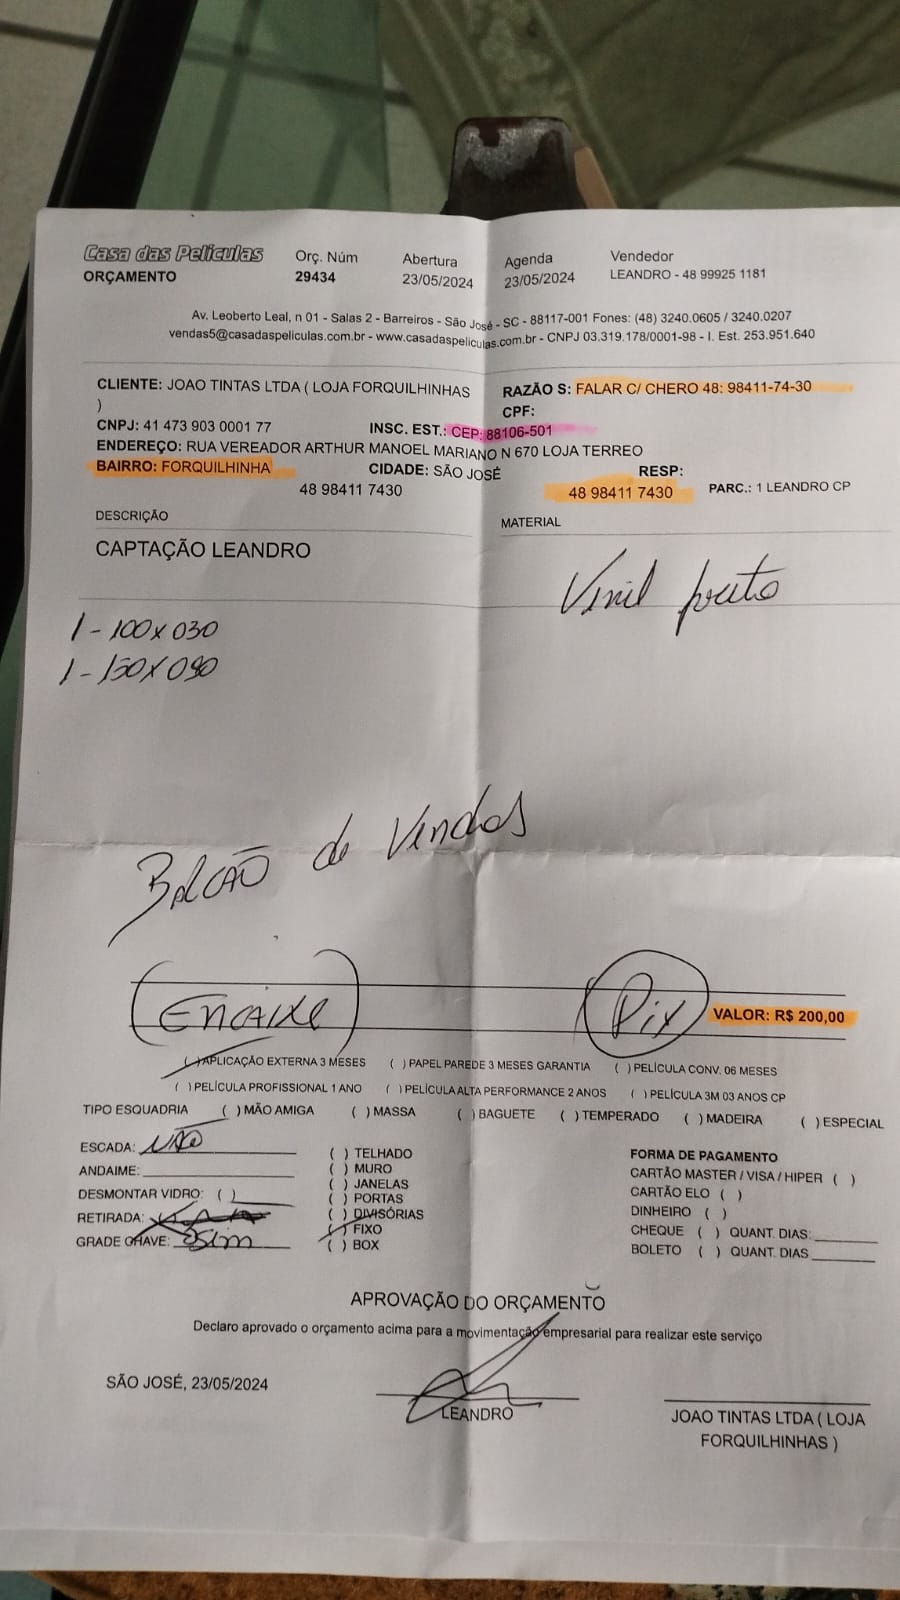 Casa das Películas Orç. Núm Abertura Agenda Vendedor
ORÇAMENTO 29434 23/05/2024 23/05/2024 LEANDRO - 48 99925 1181
Av. Leoberto Leal, n 01 - Salas 2 - Barreiros - São José - SC - 88117-001 Fones: (48) 3240.0605 / 3240.0207
vendas5@casadaspeliculas.com.br - www.casadaspeliculas.com.br - CNPJ 03.319.178/0001-98 - I. Est. 253.951.640
CLIENTE: JOAO TINTAS LTDA ( LOJA FORQUILHINHAS RAZÃO S: FALAR C/ CHERO 48: 98411-74-30
) CPF:
CNPJ: 41 473 903 0001 77 INSC. EST.: CEP: 88106-501
ENDEREÇO: RUA VEREADOR ARTHUR MANOEL MARIANO N 670 LOJA TERREO
BAIRRO: FORQUILHINHA CIDADE: SÃO JOSÉ RESP:
48 98411 7430 48 98411 7430 PARC.: 1 LEANDRO CP
DESCRIÇÃO MATERIAL
CAPTAÇÃO LEANDRO
Vinil preto
1 - 100 x 030
1 - 150 x 090
Balcão de Vendas
Encaixe Pix VALOR: R$ 200,00
( ) APLICAÇÃO EXTERNA 3 MESES ( ) PAPEL PAREDE 3 MESES GARANTIA ( ) PELÍCULA CONV. 06 MESES
( ) PELÍCULA PROFISSIONAL 1 ANO ( ) PELÍCULA ALTA PERFORMANCE 2 ANOS ( ) PELÍCULA 3M 03 ANOS CP
TIPO ESQUADRIA ( ) MÃO AMIGA ( ) MASSA ( ) BAGUETE ( ) TEMPERADO ( ) MADEIRA ( ) ESPECIAL
ESCADA: NÃO
ANDAIME:
DESMONTAR VIDRO: ( )
RETIRADA:
GRADE CHAVE: Sim
( ) TELHADO
( ) MURO
( ) JANELAS
( ) PORTAS
( ) DIVISÓRIAS
( ) FIXO
( ) BOX
FORMA DE PAGAMENTO
CARTÃO MASTER / VISA / HIPER ( )
CARTÃO ELO ( )
DINHEIRO ( )
CHEQUE ( ) QUANT. DIAS:
BOLETO ( ) QUANT. DIAS
APROVAÇÃO DO ORÇAMENTO
Declaro aprovado o orçamento acima para a movimentação empresarial para realizar este serviço
SÃO JOSÉ, 23/05/2024
LEANDRO
JOAO TINTAS LTDA ( LOJA
FORQUILHINHAS )